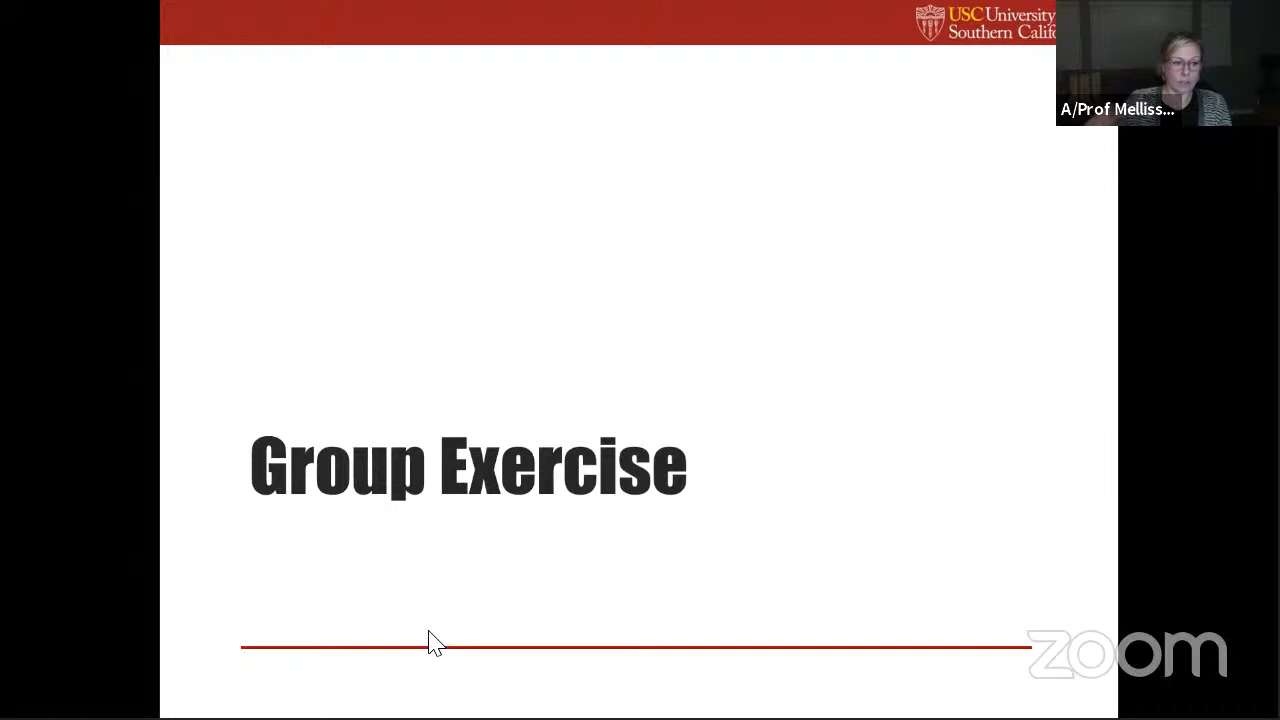 USC University
Southern Calif
A/Prof Melliss...
Group Exercise
zoom